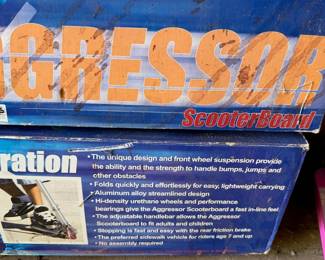 GRESSOR
ScooterBoard
ration
• The unique design and front wheel suspension provide
the ability and the strength to handle bumps, jumps and
other obstacles
• Folds quickly and effortlessly for easy, lightweight carrying
• Aluminum alloy streamlined design
• Hi-density urethane wheels and performance
bearings give the Aggressor Scooterboard a fast in-line feel
• The adjustable handlebar allows the Aggressor
Scooterboard to fit adults and children
• Stopping is fast and easy with the rear friction brake
• The preferred sidewalk vehicle for riders age 7 and up
• No assembly required